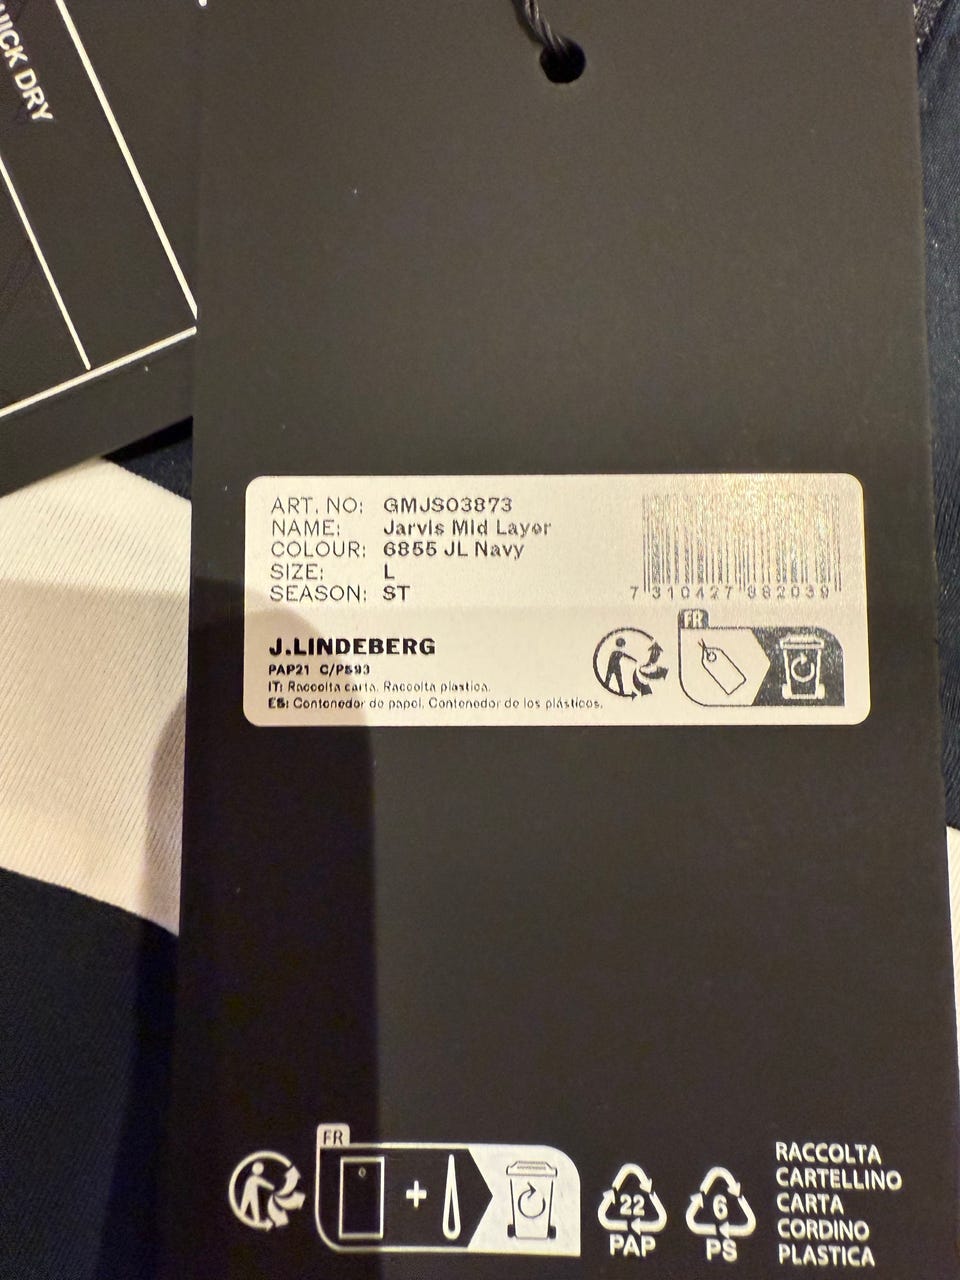 QUICK DRY
ART. NO: GMJS03873
NAME: Jarvis Mid Layer
COLOUR: 6855 JL Navy
SIZE: L
SEASON: ST
7 310427 882039
J.LINDEBERG
PAP21 C/PS93
IT: Raccolta carta. Raccolta plastica.
ES: Contenedor de papel. Contenedor de los plásticos.
FR
FR
+
22
PAP
6
PS
RACCOLTA
CARTELLINO
CARTA
CORDINO
PLASTICA